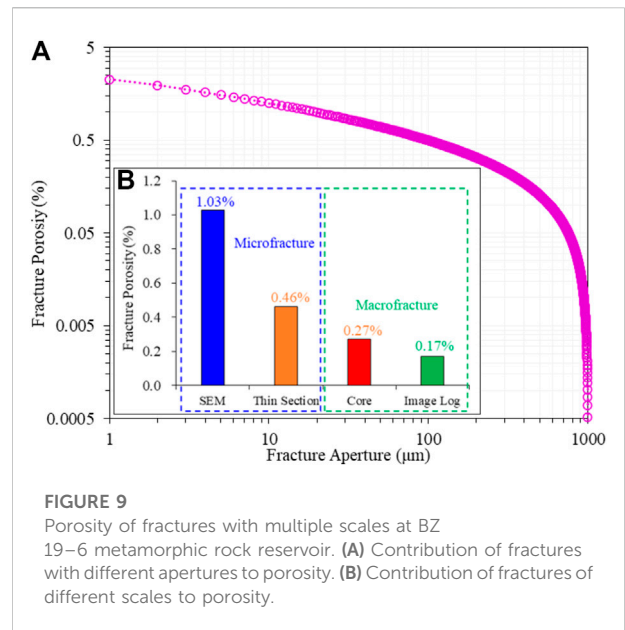 A
5
0.5
0.05
0.005
0.0005
Fracture Porosiy (%)
1
10
100
1000
Fracture Aperture (μm)
B
1.2
1.0
0.8
0.6
0.4
0.2
0.0
Fracture Porosity (%)
1.03%
Microfracture
0.46%
Macrofracture
0.27%
0.17%
SEM
Thin Section
Core
Image Log
FIGURE 9
Porosity of fractures with multiple scales at BZ
19–6 metamorphic rock reservoir. (A) Contribution of fractures
with different apertures to porosity. (B) Contribution of fractures of
different scales to porosity.